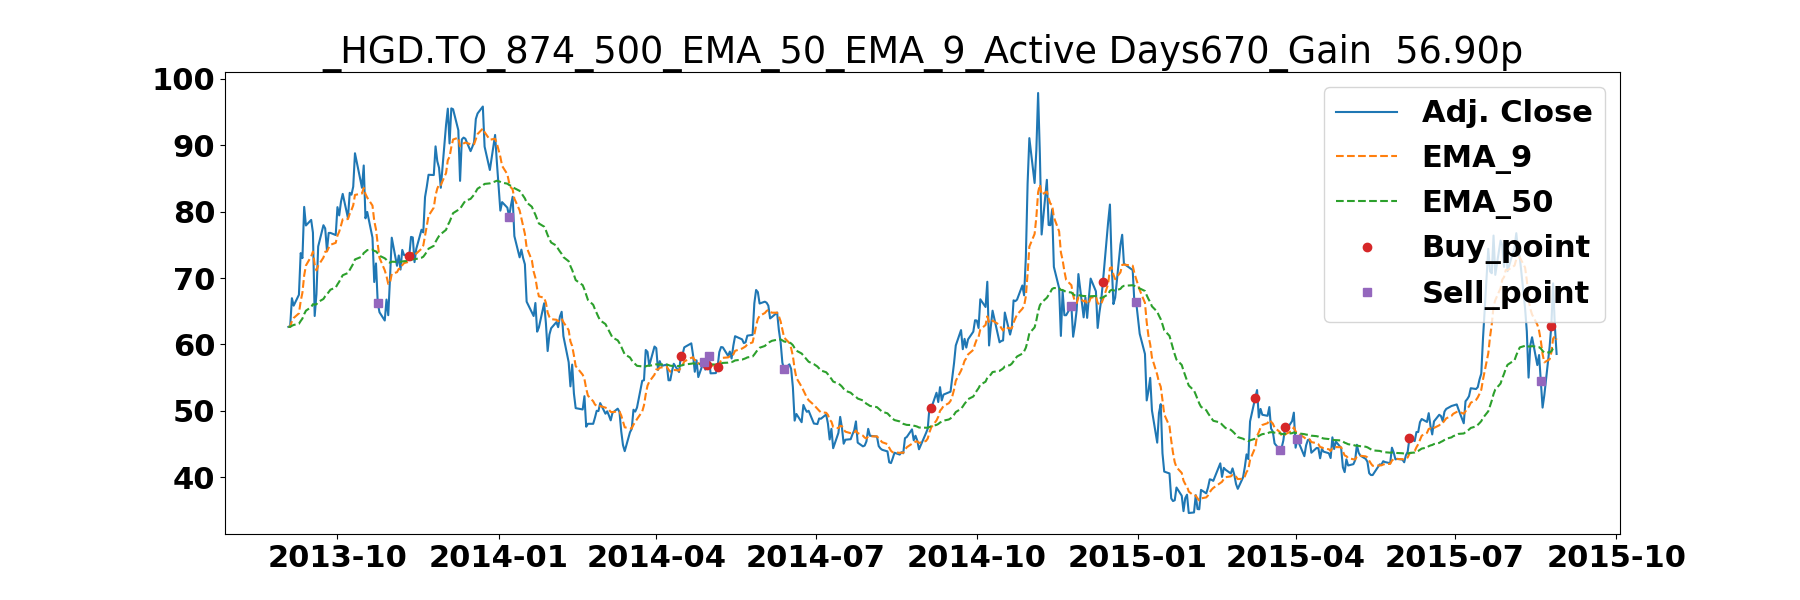 _HGD.TO_874_500_EMA_50_EMA_9_Active Days670_Gain  56.90p
100
90
80
70
60
50
40
Adj. Close
EMA_9
EMA_50
Buy_point
Sell_point
2013-10 2014-01 2014-04 2014-07 2014-10 2015-01 2015-04 2015-07 2015-10